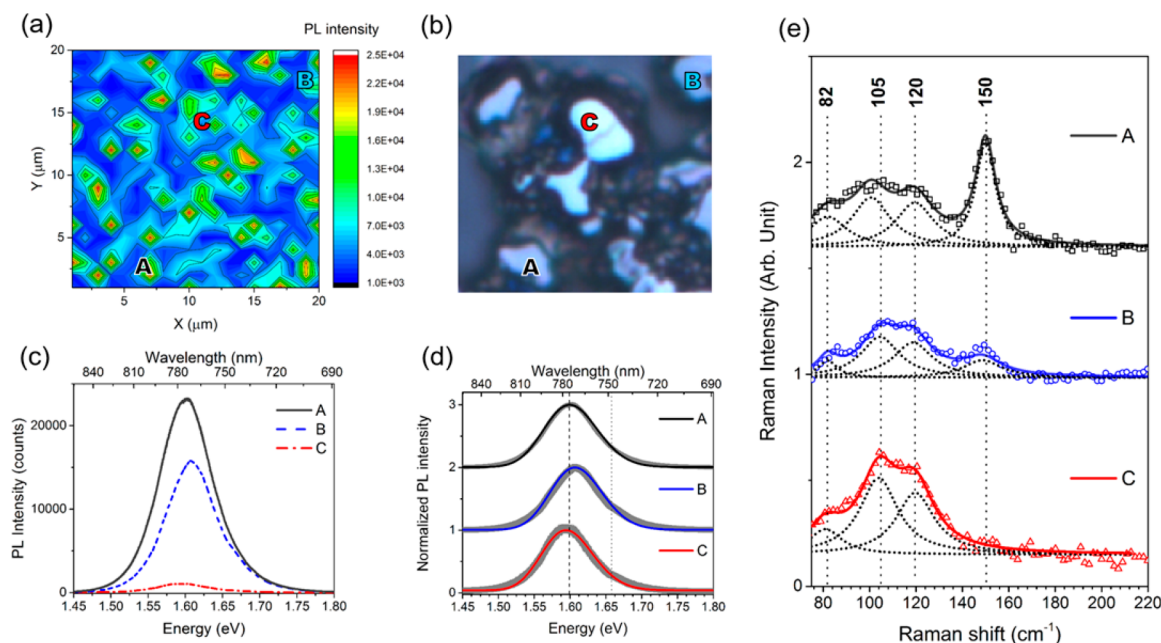 (a)
PL intensity
20
15
10
5
5
10
15
20
Y (μm)
X (μm)
A
B
C
2.5E+04
2.2E+04
1.9E+04
1.6E+04
1.3E+04
1.0E+04
7.0E+03
4.0E+03
1.0E+03
(b)
A
B
C
(c)
Wavelength (nm)
840 810 780 750 720 690
PL Intensity (counts)
20000
10000
0
A
B
C
1.45 1.50 1.55 1.60 1.65 1.70 1.75 1.80
Energy (eV)
(d)
Wavelength (nm)
840 810 780 750 720 690
Normalized PL intensity
3
2
1
0
A
B
C
1.45 1.50 1.55 1.60 1.65 1.70 1.75 1.80
Energy (eV)
(e)
Raman Intensity (Arb. Unit)
2
1
0
82
105
120
150
A
B
C
80 100 120 140 160 180 200 220
Raman shift (cm⁻¹)